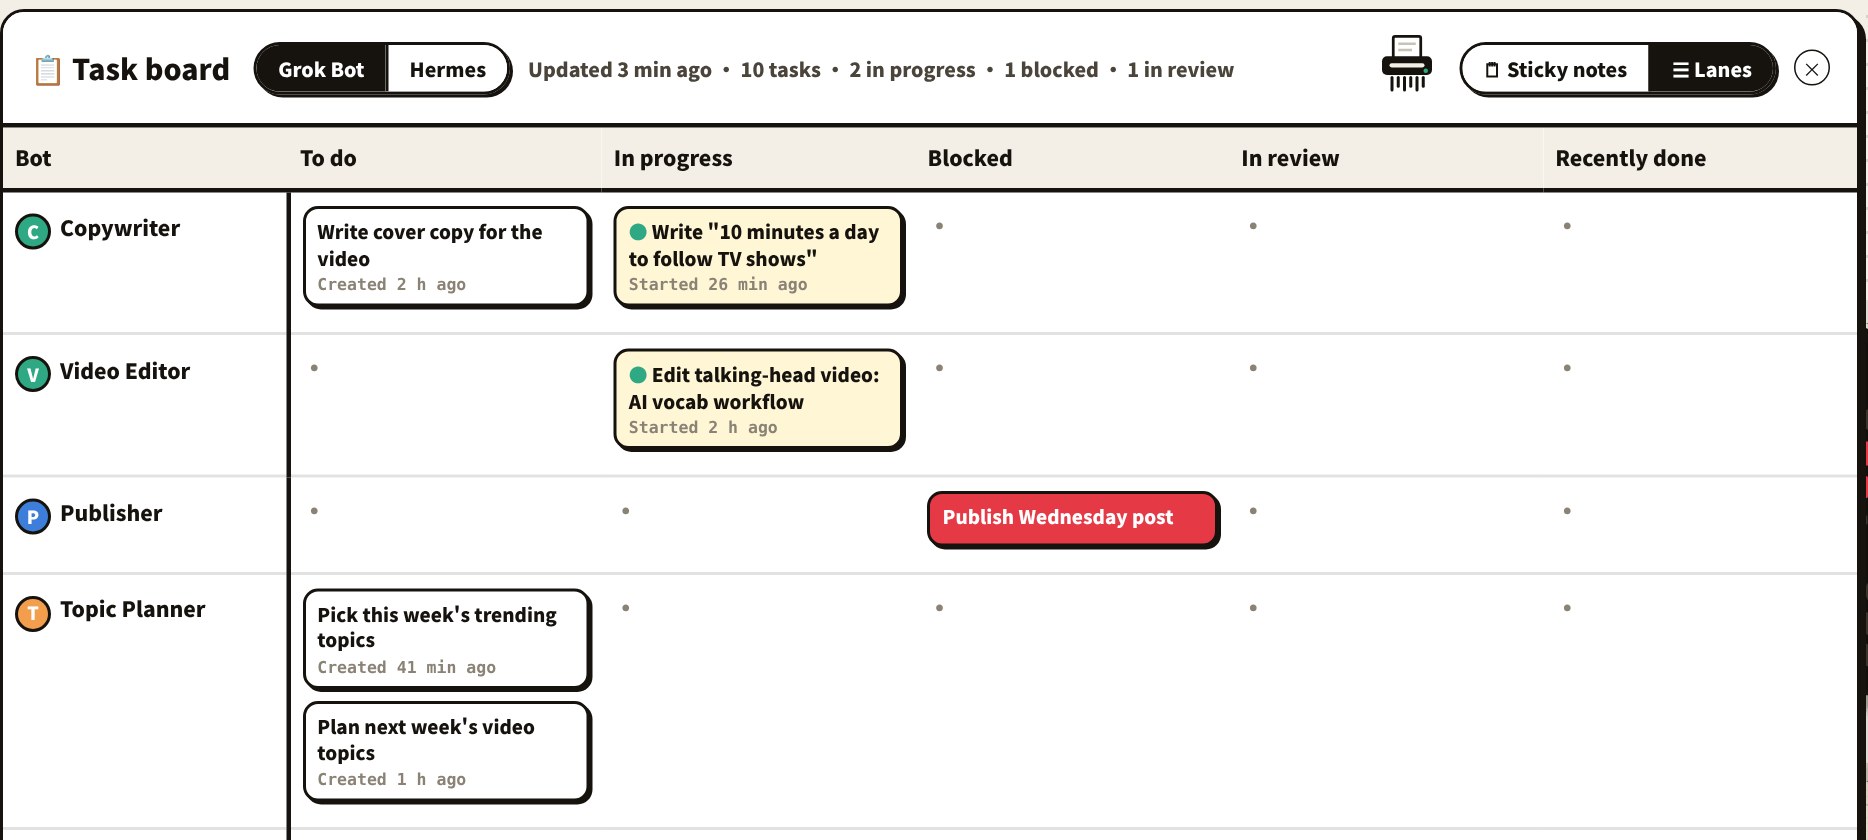 📋 Task board
Grok Bot
Hermes
Updated 3 min ago • 10 tasks • 2 in progress • 1 blocked • 1 in review
Sticky notes
Lanes
Bot
To do
In progress
Blocked
In review
Recently done
C
Copywriter
Write cover copy for the
video
Created 2 h ago
Write "10 minutes a day
to follow TV shows"
Started 26 min ago
V
Video Editor
Edit talking-head video:
AI vocab workflow
Started 2 h ago
P
Publisher
Publish Wednesday post
T
Topic Planner
Pick this week's trending
topics
Created 41 min ago
Plan next week's video
topics
Created 1 h ago